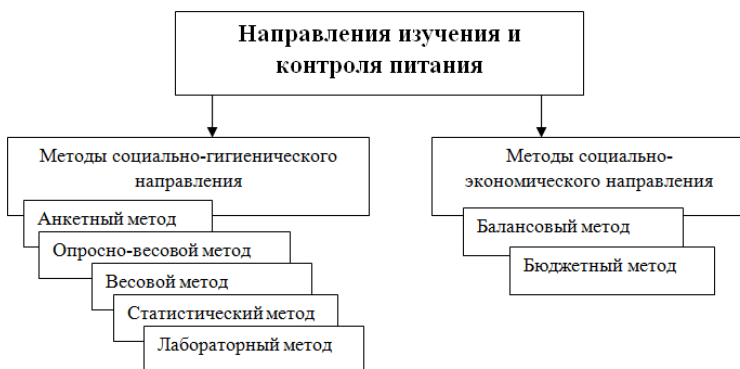 Направления изучения и
контроля питания
Методы социально-гигиенического
направления
Анкетный метод
Опросно-весовой метод
Весовой метод
Статистический метод
Лабораторный метод
Методы социально-
экономического направления
Балансовый метод
Бюджетный метод